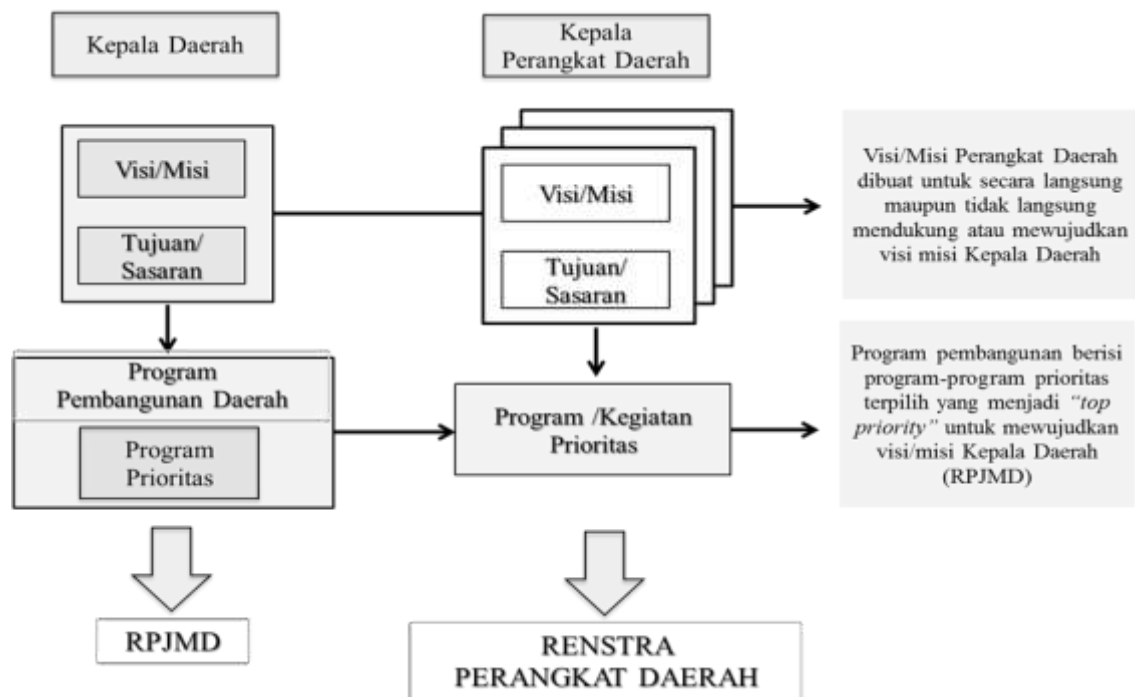 Kepala Daerah
Kepala
Perangkat Daerah
Visi/Misi
Tujuan/
Sasaran
Visi/Misi
Tujuan/
Sasaran
Visi/Misi Perangkat Daerah
dibuat untuk secara langsung
maupun tidak langsung
mendukung atau mewujudkan
visi misi Kepala Daerah
Program
Pembangunan Daerah
Program
Prioritas
Program /Kegiatan
Prioritas
Program pembangunan berisi
program-program prioritas
terpilih yang menjadi “top
priority” untuk mewujudkan
visi/misi Kepala Daerah
(RPJMD)
RPJMD
RENSTRA
PERANGKAT DAERAH